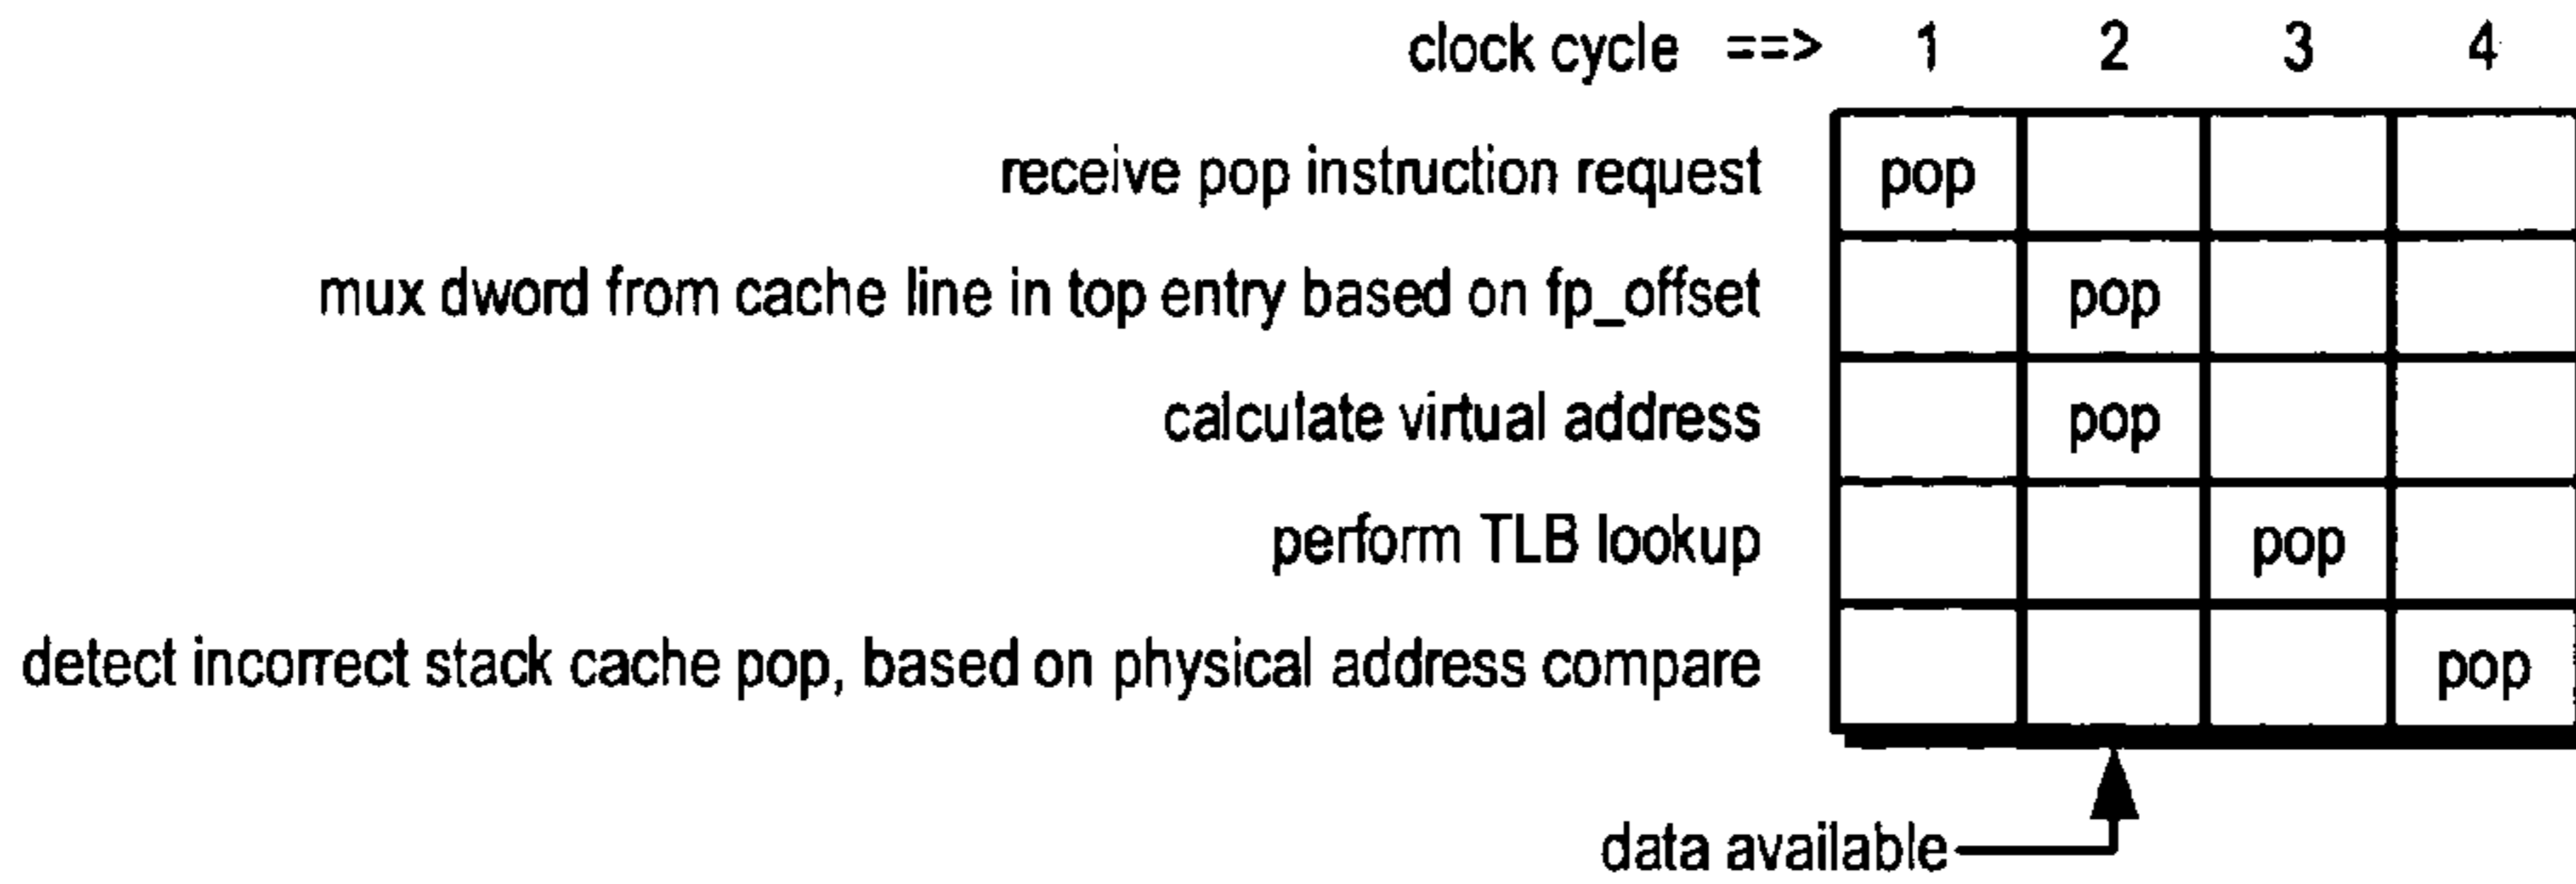 clock cycle ==> 1 2 3 4
receive pop instruction request pop
mux dword from cache line in top entry based on fp_offset pop
calculate virtual address pop
perform TLB lookup pop
detect incorrect stack cache pop, based on physical address compare pop
data available